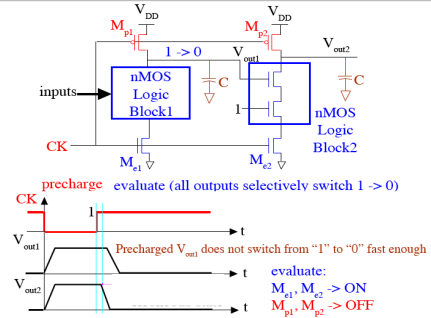 V_DD V_DD
M_p1 M_p2
1 -> 0 V_out1 V_out2
C C
nMOS
Logic
Block1
inputs
1
nMOS
Logic
Block2
CK
M_e1 M_e2
precharge evaluate (all outputs selectively switch 1 -> 0)
CK
1
t
V_out1
Precharged V_out1 does not switch from “1” to “0” fast enough
t
V_out2
evaluate:
M_e1, M_e2 -> ON
M_p1, M_p2 -> OFF
t